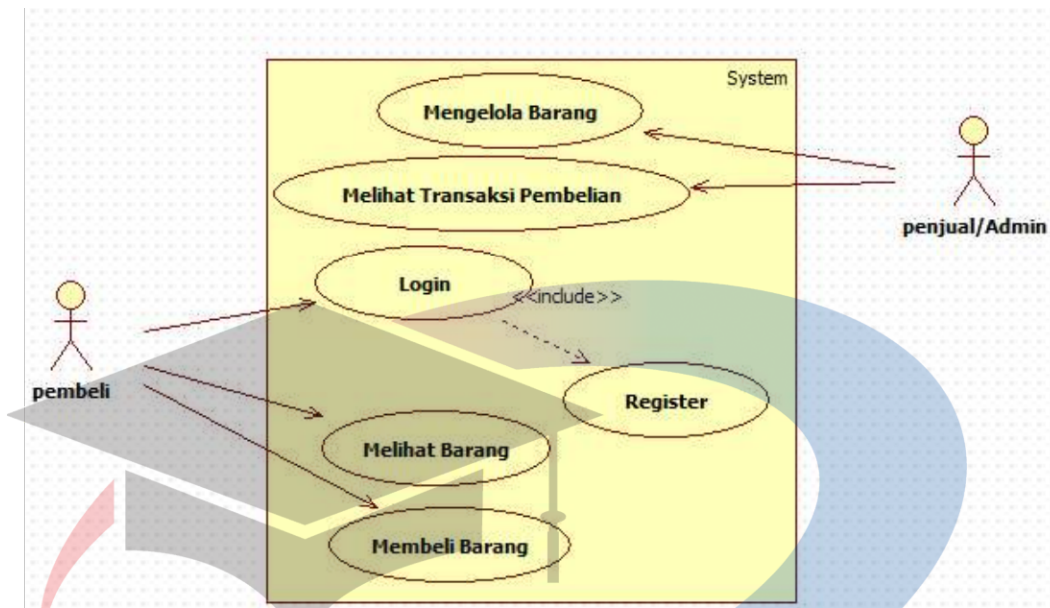 System
Mengelola Barang
Melihat Transaksi Pembelian
penjual/Admin
Login
<<include>>
pembeli
Register
Melihat Barang
Membeli Barang